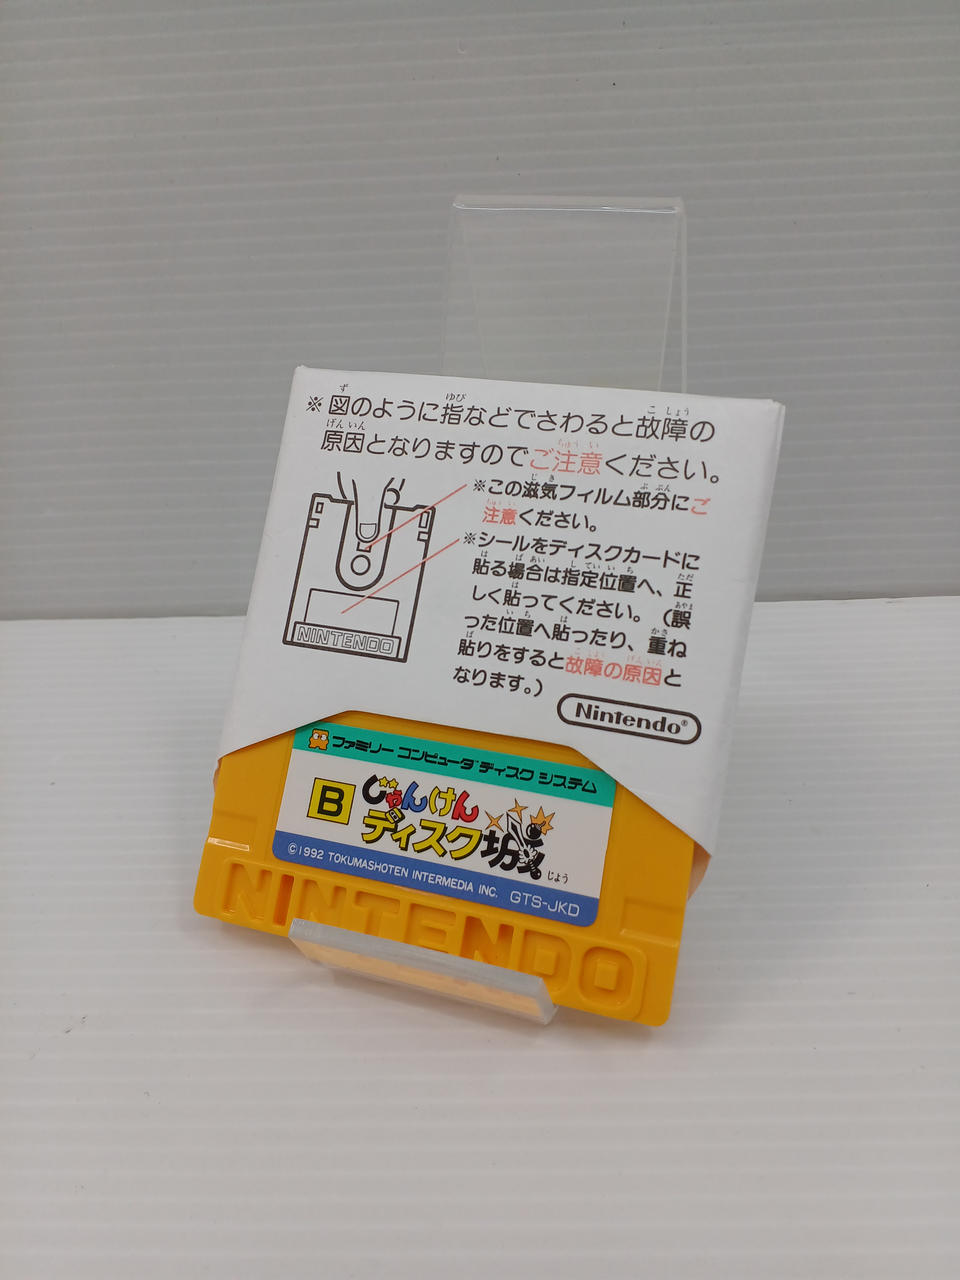 ※図のように指などでさわると故障の
原因となりますのでご注意ください。
※この滋気フィルム部分にご
注意ください。
※シールをディスクカードに
貼る場合は指定位置へ、正
しく貼ってください。(誤
った位置へ貼ったり、重ね
貼りをすると故障の原因と
なります。)
NINTENDO
Nintendo®
ファミリー コンピュータ ディスク システム
B
じゃんけん
ディスク城
じょう
©1992 TOKUMASHOTEN INTERMEDIA INC. GTS-JKD
NINTENDO